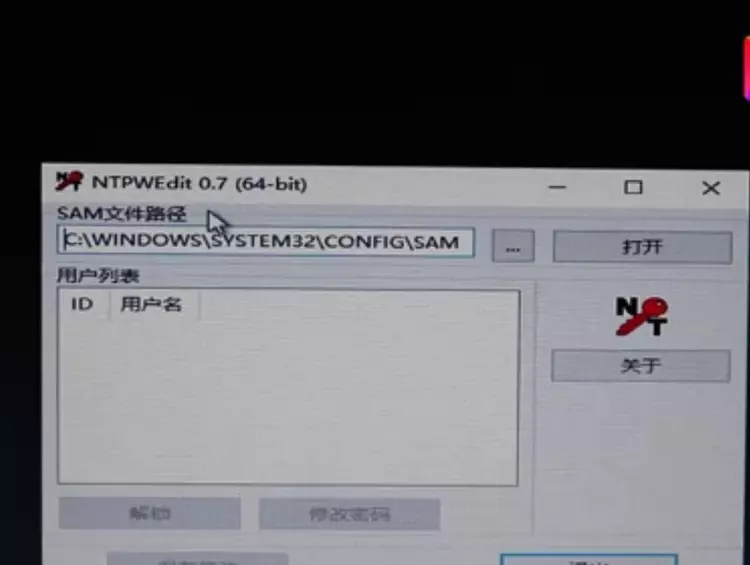 NTPWEdit 0.7 (64-bit)
SAM文件路径
C:\WINDOWS\SYSTEM32\CONFIG\SAM
...
打开
用户列表
ID 用户名
NT
关于
解锁 修改密码